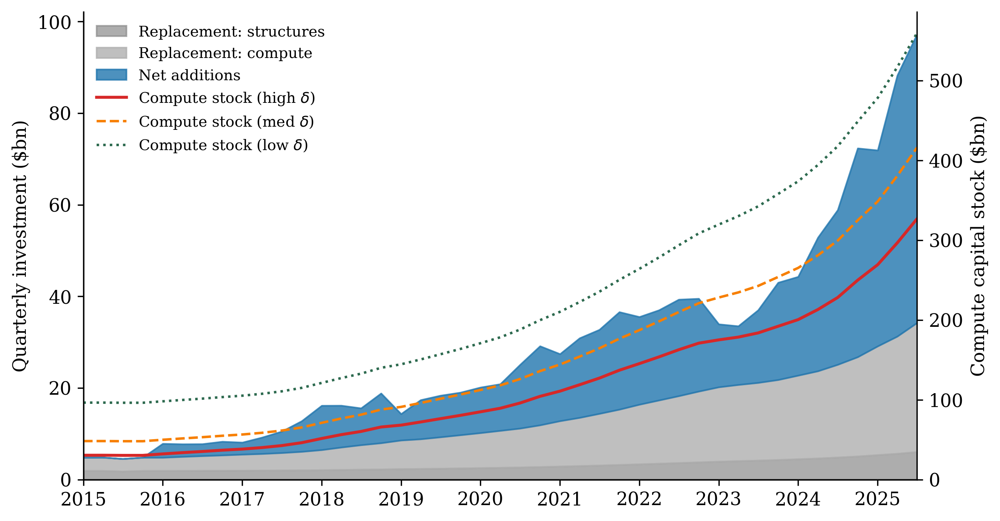 Quarterly investment ($bn)
100
80
60
40
20
0
Replacement: structures
Replacement: compute
Net additions
Compute stock (high δ)
Compute stock (med δ)
Compute stock (low δ)
500
400
300
200
100
0
Compute capital stock ($bn)
2015 2016 2017 2018 2019 2020 2021 2022 2023 2024 2025